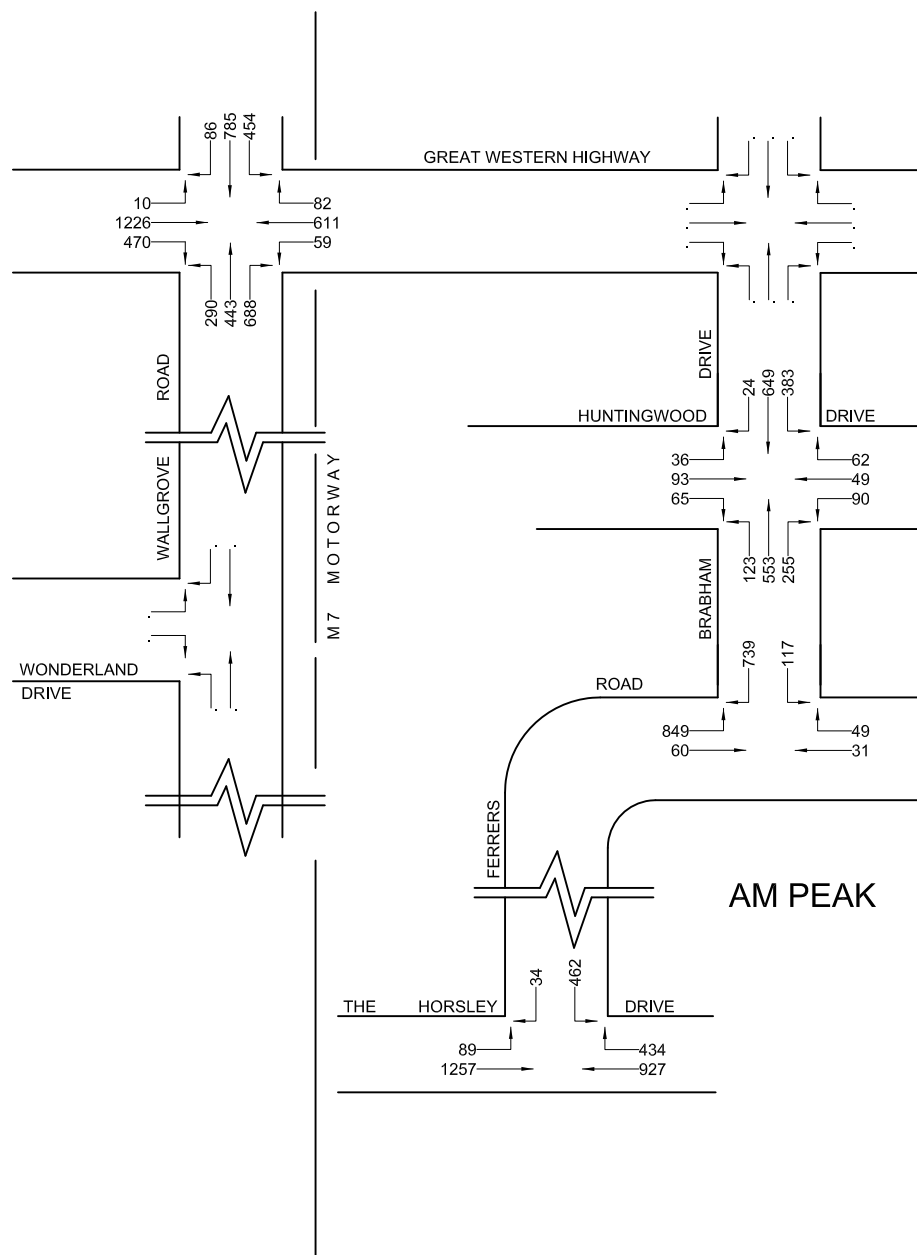 86
785
454
GREAT WESTERN HIGHWAY
10
82
1226
611
470
59
290
443
688
ROAD
DRIVE
24
649
383
HUNTINGWOOD
DRIVE
36
62
93
49
65
90
WALLGROVE
M7 MOTORWAY
123
553
255
BRABHAM
739
117
WONDERLAND
DRIVE
ROAD
849
49
60
31
FERRERS
AM PEAK
34
462
THE HORSLEY DRIVE
89
434
1257
927